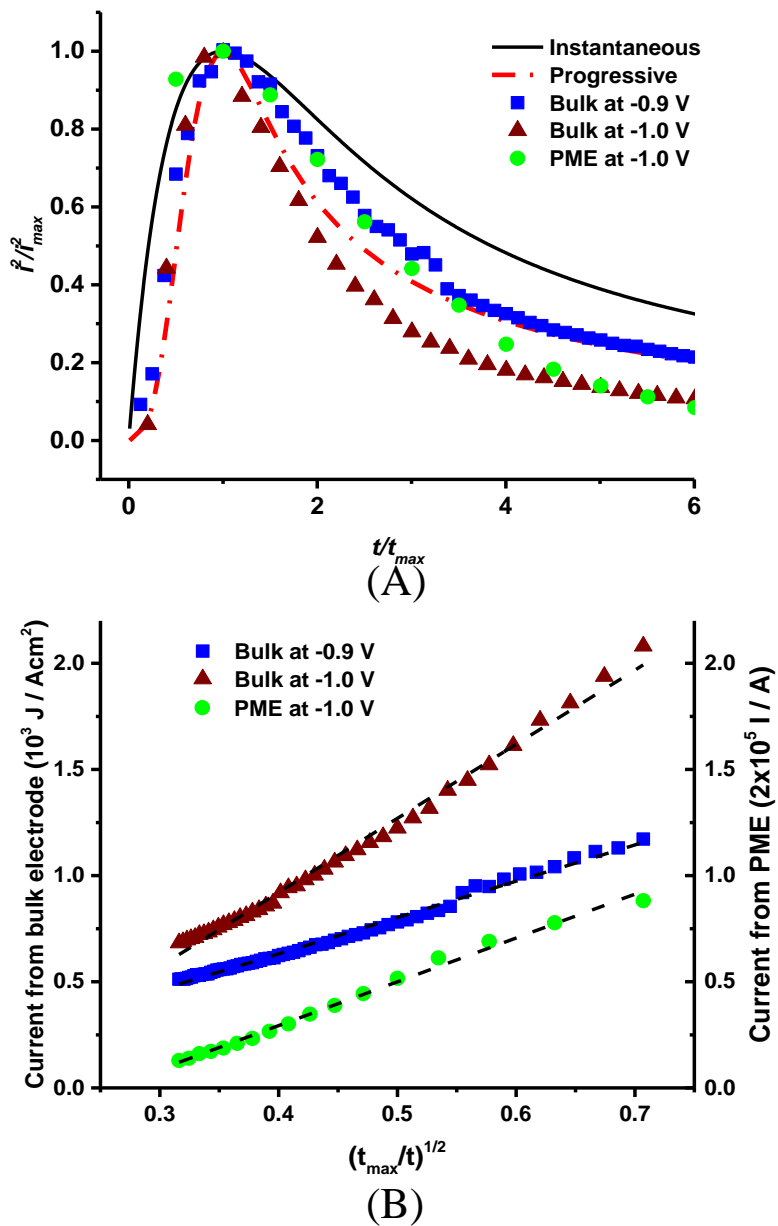 Instantaneous
Progressive
Bulk at -0.9 V
Bulk at -1.0 V
PME at -1.0 V
i²/i²max
1.0
0.8
0.6
0.4
0.2
0.0
0 2 4 6
t/tmax
(A)
Current from bulk electrode (10³ J / Acm²)
2.0
1.5
1.0
0.5
0.0
Bulk at -0.9 V
Bulk at -1.0 V
PME at -1.0 V
2.0
1.5
1.0
0.5
0.0
Current from PME (2x10⁵ I / A)
0.3 0.4 0.5 0.6 0.7
(tmax/t)1/2
(B)